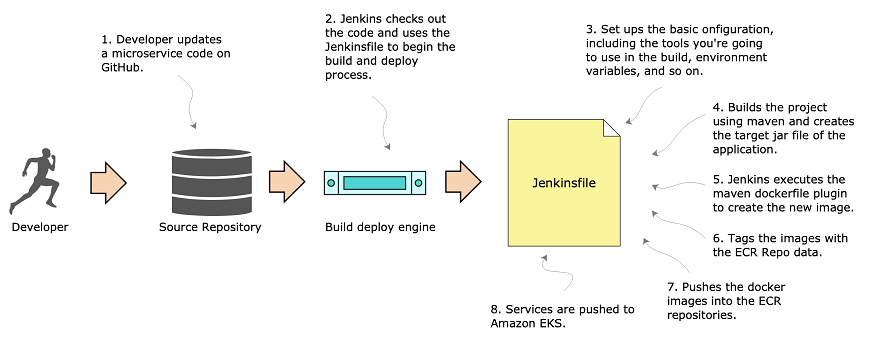 1. Developer updates
a microservice code on
GitHub.
2. Jenkins checks out
the code and uses the
Jenkinsfile to begin the
build and deploy
process.
3. Set ups the basic onfiguration,
including the tools you're going
to use in the build, environment
variables, and so on.
4. Builds the project
using maven and creates
the target jar file of the
application.
5. Jenkins executes the
maven dockerfile plugin
to create the new image.
6. Tags the images with
the ECR Repo data.
7. Pushes the docker
images into the ECR
repositories.
8. Services are pushed to
Amazon EKS.
Developer
Source Repository
Build deploy engine
Jenkinsfile